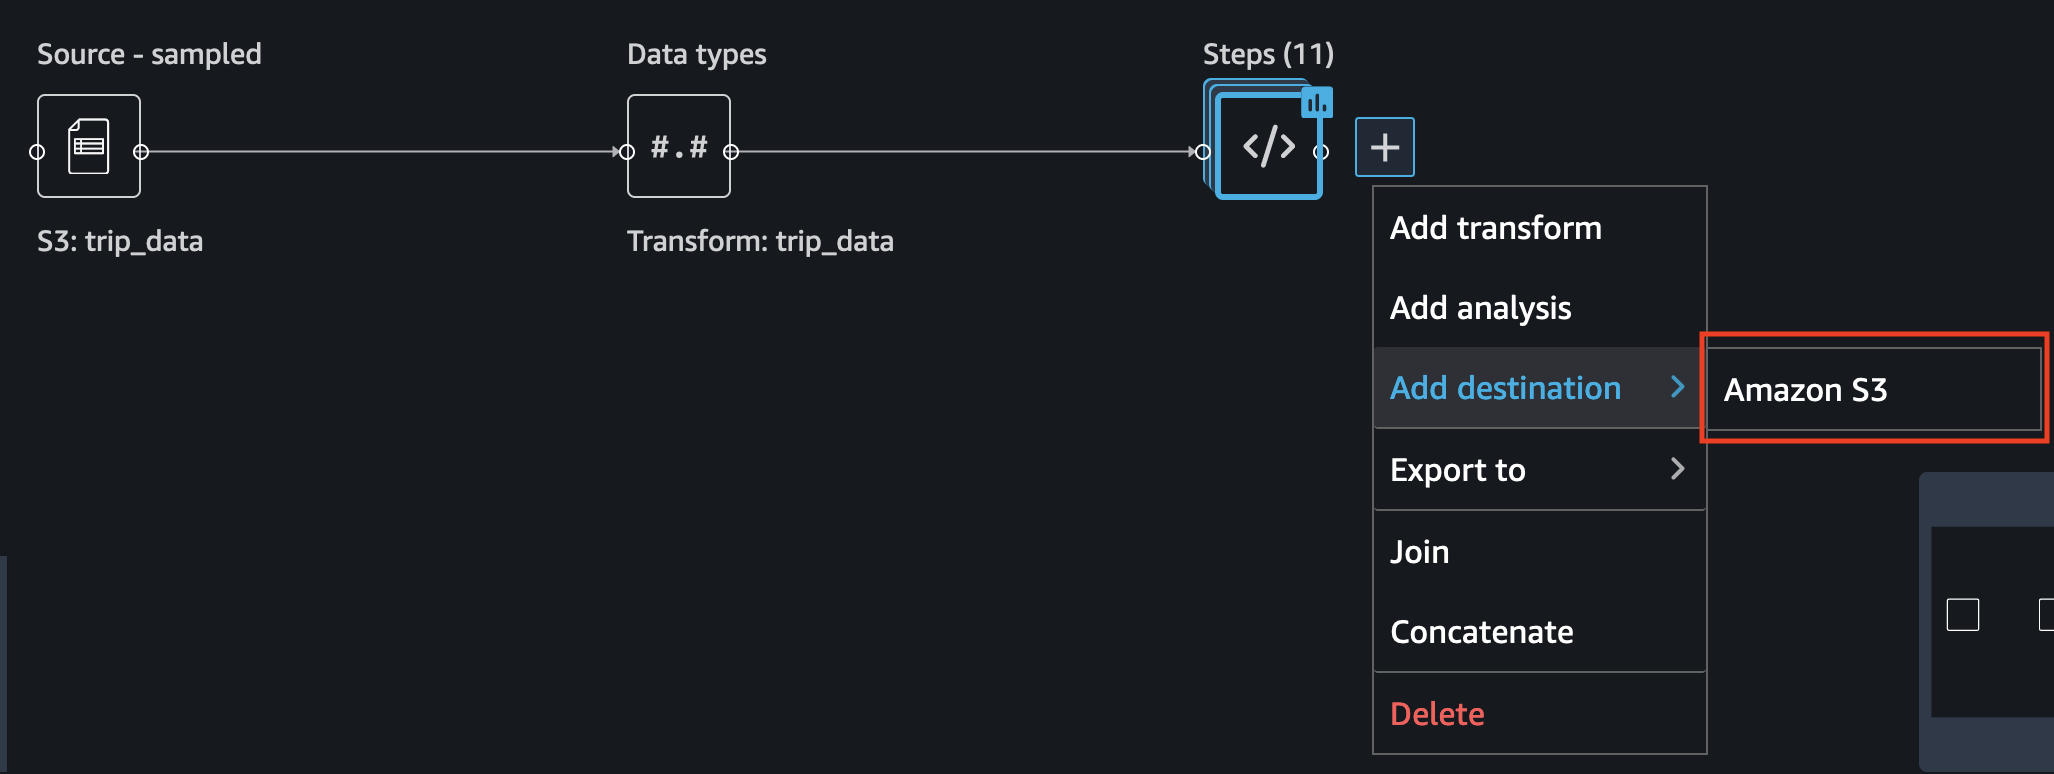 Source - sampled
Data types
Steps (11)
#.#
</>
S3: trip_data
Transform: trip_data
Add transform
Add analysis
Add destination
Amazon S3
Export to
Join
Concatenate
Delete